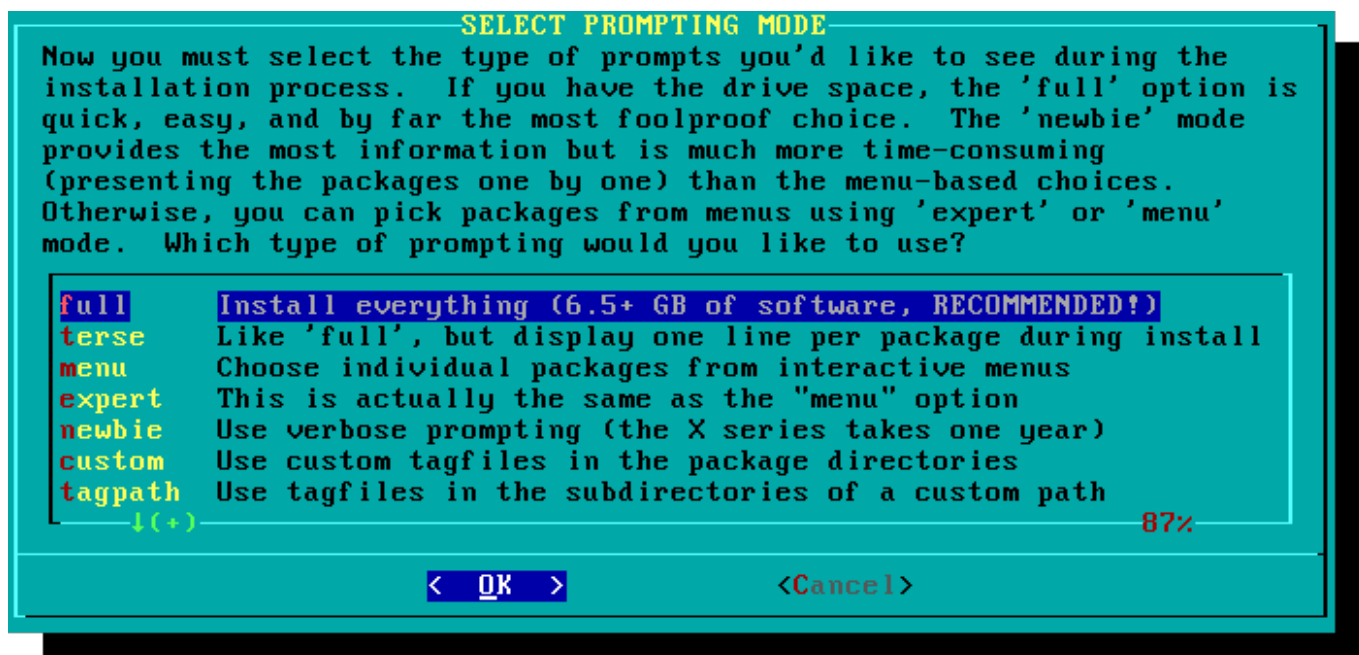 SELECT PROMPTING MODE
Now you must select the type of prompts you'd like to see during the
installation process.  If you have the drive space, the 'full' option is
quick, easy, and by far the most foolproof choice.  The 'newbie' mode
provides the most information but is much more time-consuming
(presenting the packages one by one) than the menu-based choices.
Otherwise, you can pick packages from menus using 'expert' or 'menu'
mode.  Which type of prompting would you like to use?
full     Install everything (6.5+ GB of software, RECOMMENDED!)
terse    Like 'full', but display one line per package during install
menu     Choose individual packages from interactive menus
expert   This is actually the same as the "menu" option
newbie   Use verbose prompting (the X series takes one year)
custom   Use custom tagfiles in the package directories
tagpath  Use tagfiles in the subdirectories of a custom path
↓(+) 87%
<  OK  > <Cancel>